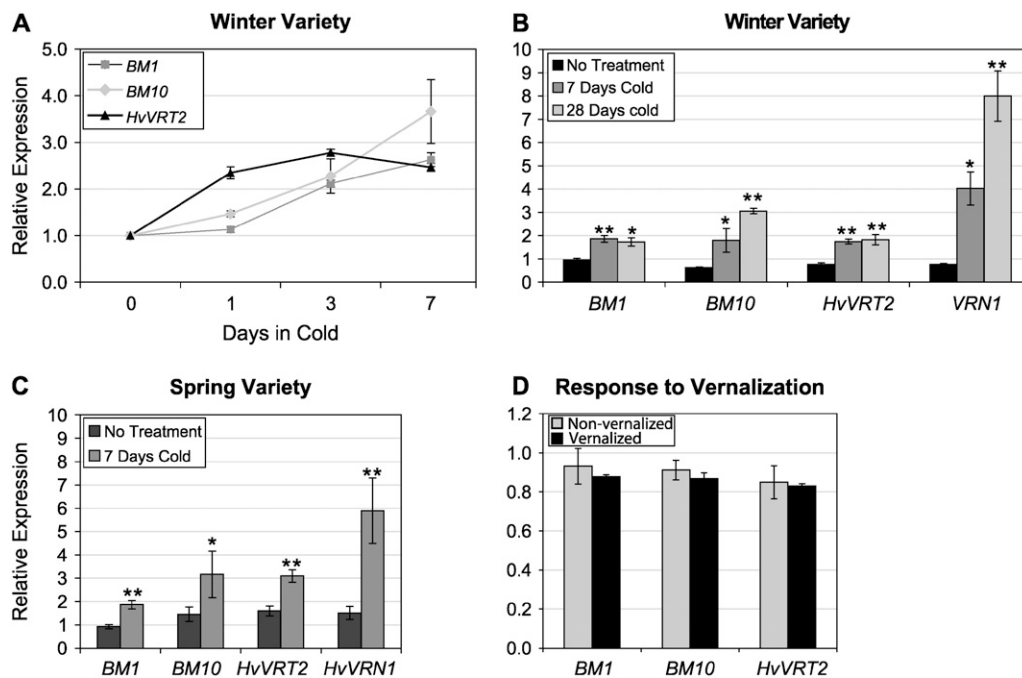 A Winter Variety
5.0
4.0
3.0
2.0
1.0
0.0
Relative Expression
BM1
BM10
HvVRT2
0 1 3 7
Days in Cold
B Winter Variety
10
9
8
7
6
5
4
3
2
1
0
No Treatment
7 Days Cold
28 Days cold
** *
* **
** **
* **
BM1 BM10 HvVRT2 VRN1
C Spring Variety
10
9
8
7
6
5
4
3
2
1
0
Relative Expression
No Treatment
7 Days Cold
** * ** **
BM1 BM10 HvVRT2 HvVRN1
D Response to Vernalization
1.2
1.0
0.8
0.6
0.4
0.2
0.0
Non-vernalized
Vernalized
BM1 BM10 HvVRT2